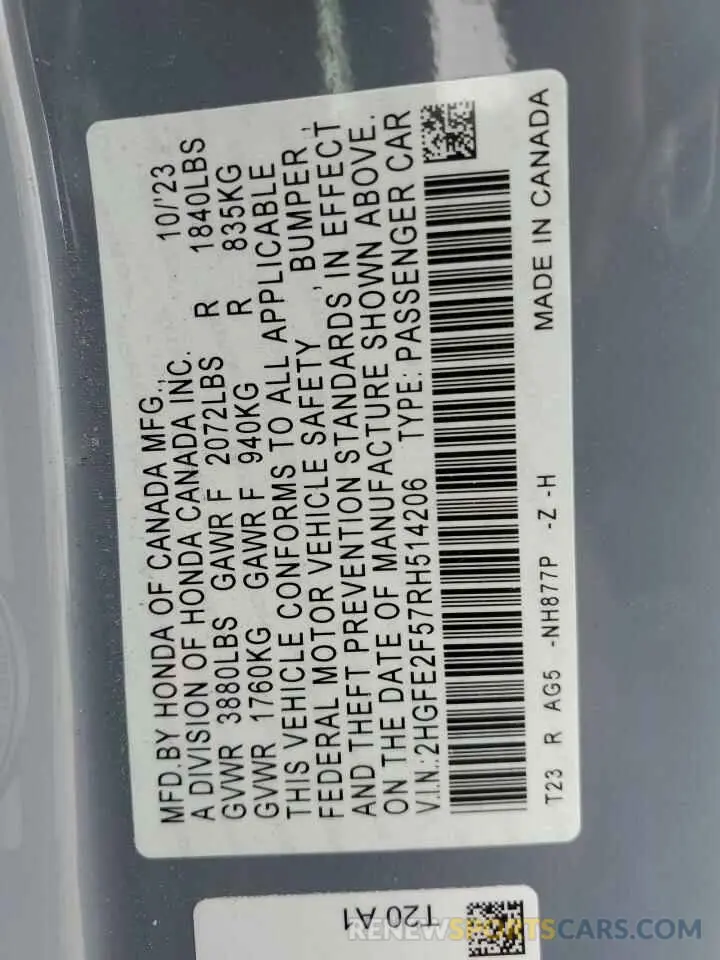 MFD.BY HONDA OF CANADA MFG., 10/'23
A DIVISION OF HONDA CANADA INC.
GVWR 3880LBS GAWR F 2072LBS R 1840LBS
GVWR 1760KG GAWR F 940KG R 835KG
THIS VEHICLE CONFORMS TO ALL APPLICABLE
FEDERAL MOTOR VEHICLE SAFETY , BUMPER ,
AND THEFT PREVENTION STANDARDS IN EFFECT
ON THE DATE OF MANUFACTURE SHOWN ABOVE.
V.I.N.:2HGFE2F57RH514206 TYPE: PASSENGER CAR
T23 R AG5 -NH877P -Z -H MADE IN CANADA
T20 A1
RENEWSPORTSCARS.COM